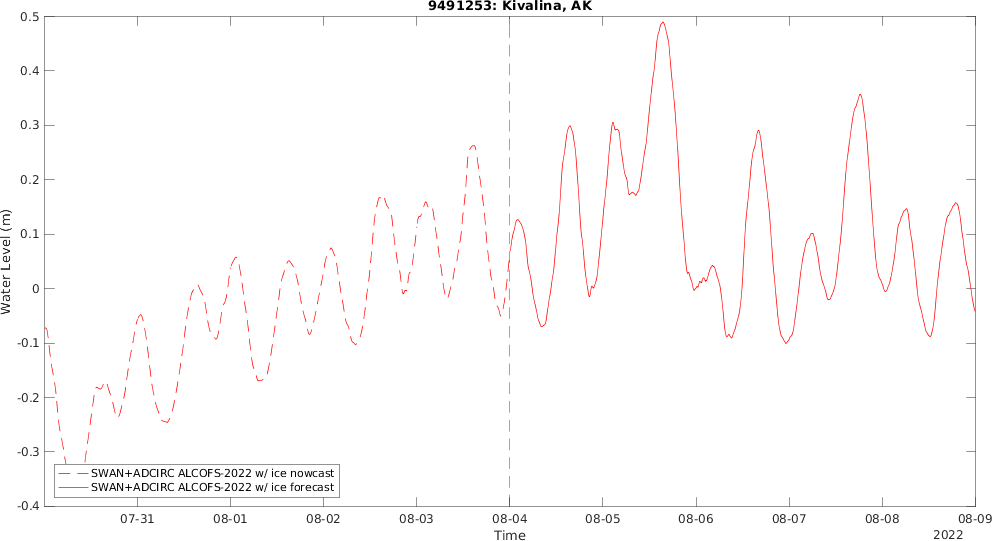 9491253: Kivalina, AK
0.5
0.4
0.3
0.2
0.1
0
-0.1
-0.2
-0.3
-0.4
Water Level (m)
SWAN+ADCIRC ALCOFS-2022 w/ ice nowcast
SWAN+ADCIRC ALCOFS-2022 w/ ice forecast
07-31 08-01 08-02 08-03 08-04 08-05 08-06 08-07 08-08 08-09
Time
2022